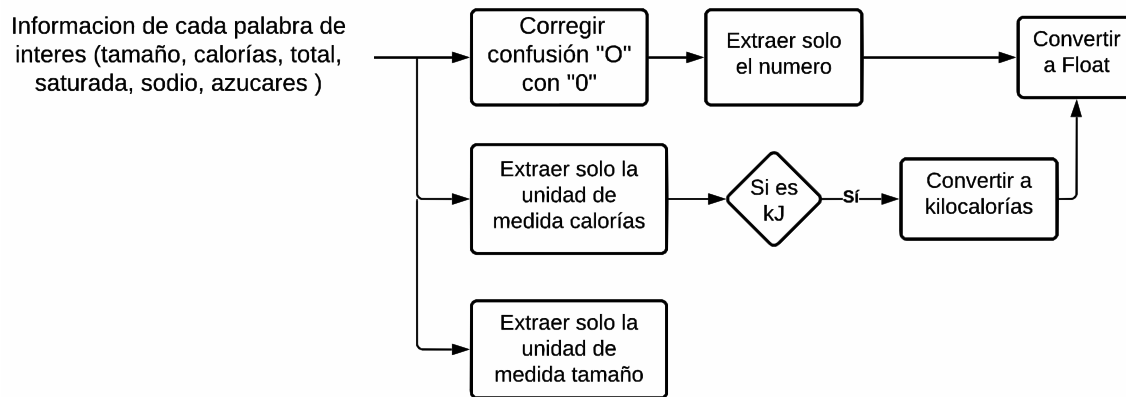 Informacion de cada palabra de
interes (tamaño, calorías, total,
saturada, sodio, azucares )
Corregir
confusión "O"
con "0"
Extraer solo
el numero
Convertir
a Float
Extraer solo la
unidad de
medida calorías
Si es
kJ
Sí
Convertir a
kilocalorías
Extraer solo la
unidad de
medida tamaño